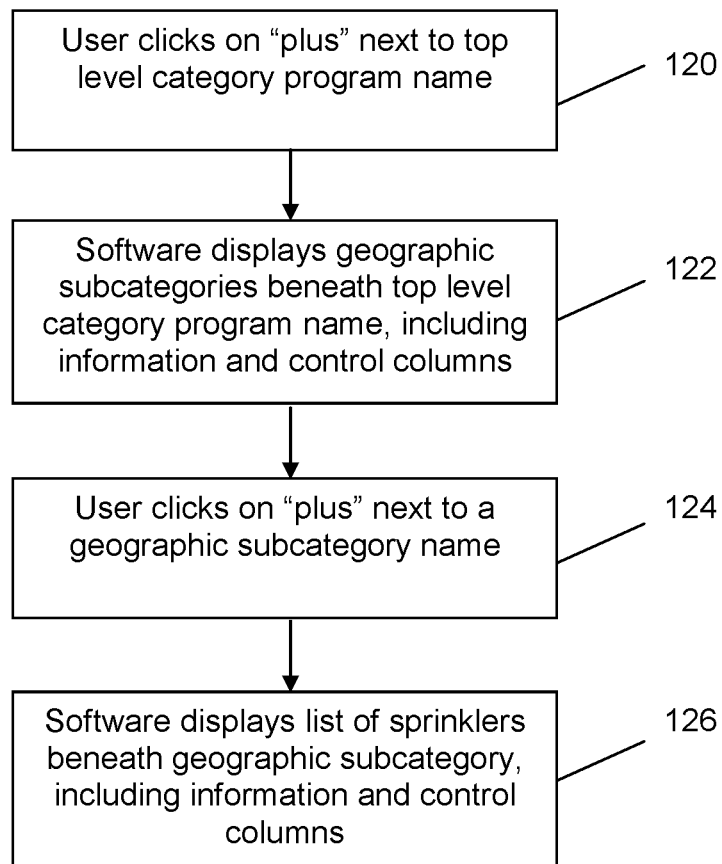 User clicks on “plus” next to top
level category program name
120
Software displays geographic
subcategories beneath top level
category program name, including
information and control columns
122
User clicks on “plus” next to a
geographic subcategory name
124
Software displays list of sprinklers
beneath geographic subcategory,
including information and control
columns
126